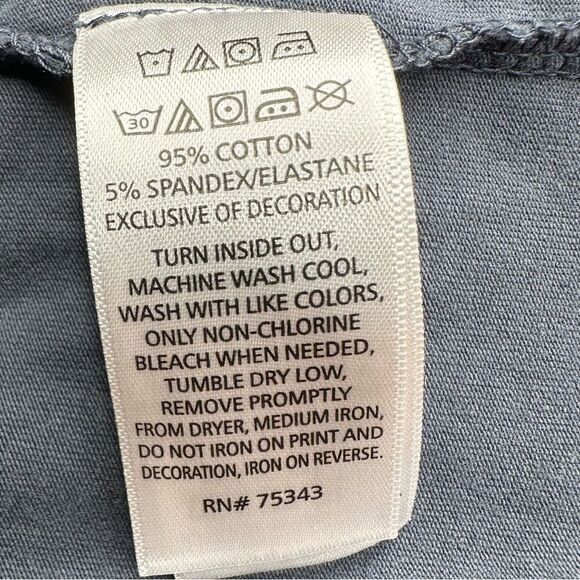 30
95% COTTON
5% SPANDEX/ELASTANE
EXCLUSIVE OF DECORATION
TURN INSIDE OUT,
MACHINE WASH COOL,
WASH WITH LIKE COLORS,
ONLY NON-CHLORINE
BLEACH WHEN NEEDED,
TUMBLE DRY LOW,
REMOVE PROMPTLY
FROM DRYER, MEDIUM IRON,
DO NOT IRON ON PRINT AND
DECORATION, IRON ON REVERSE.
RN# 75343